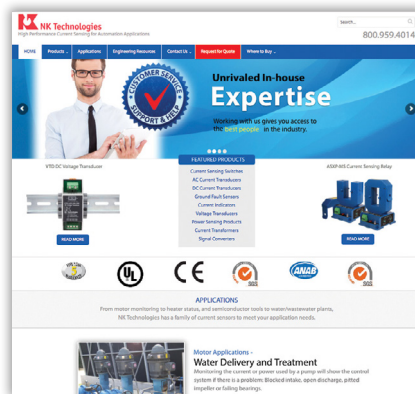 NK Technologies
High Performance Current Sensing for Automation Applications
Search...
800.959.4014
HOME
Products
Applications
Engineering Resources
Contact Us
Request for Quote
Where to Buy
CUSTOMER SERVICE
SUPPORT & HELP
Unrivaled In-house
Expertise
Working with us gives you access to
the best people in the industry.
FEATURED PRODUCTS
VTD DC Voltage Transducer
Current Sensing Switches
AC Current Transducers
DC Current Transducers
Ground Fault Sensors
Current Indicators
Voltage Transducers
Power Sensing Products
Current Transformers
Signal Converters
READ MORE
ASXP-MS Current Sensing Relay
READ MORE
UL
CE
SGS
ANAB
SGS
APPLICATIONS
From motor monitoring to heater status, and semiconductor tools to water/wastewater plants,
NK Technologies has a family of current sensors to meet your application needs.
Motor Applications -
Water Delivery and Treatment
Monitoring the current or power used by a pump will show the control
system if there is a problem: Blocked intake, open discharge, pitted
impeller or failing bearings.